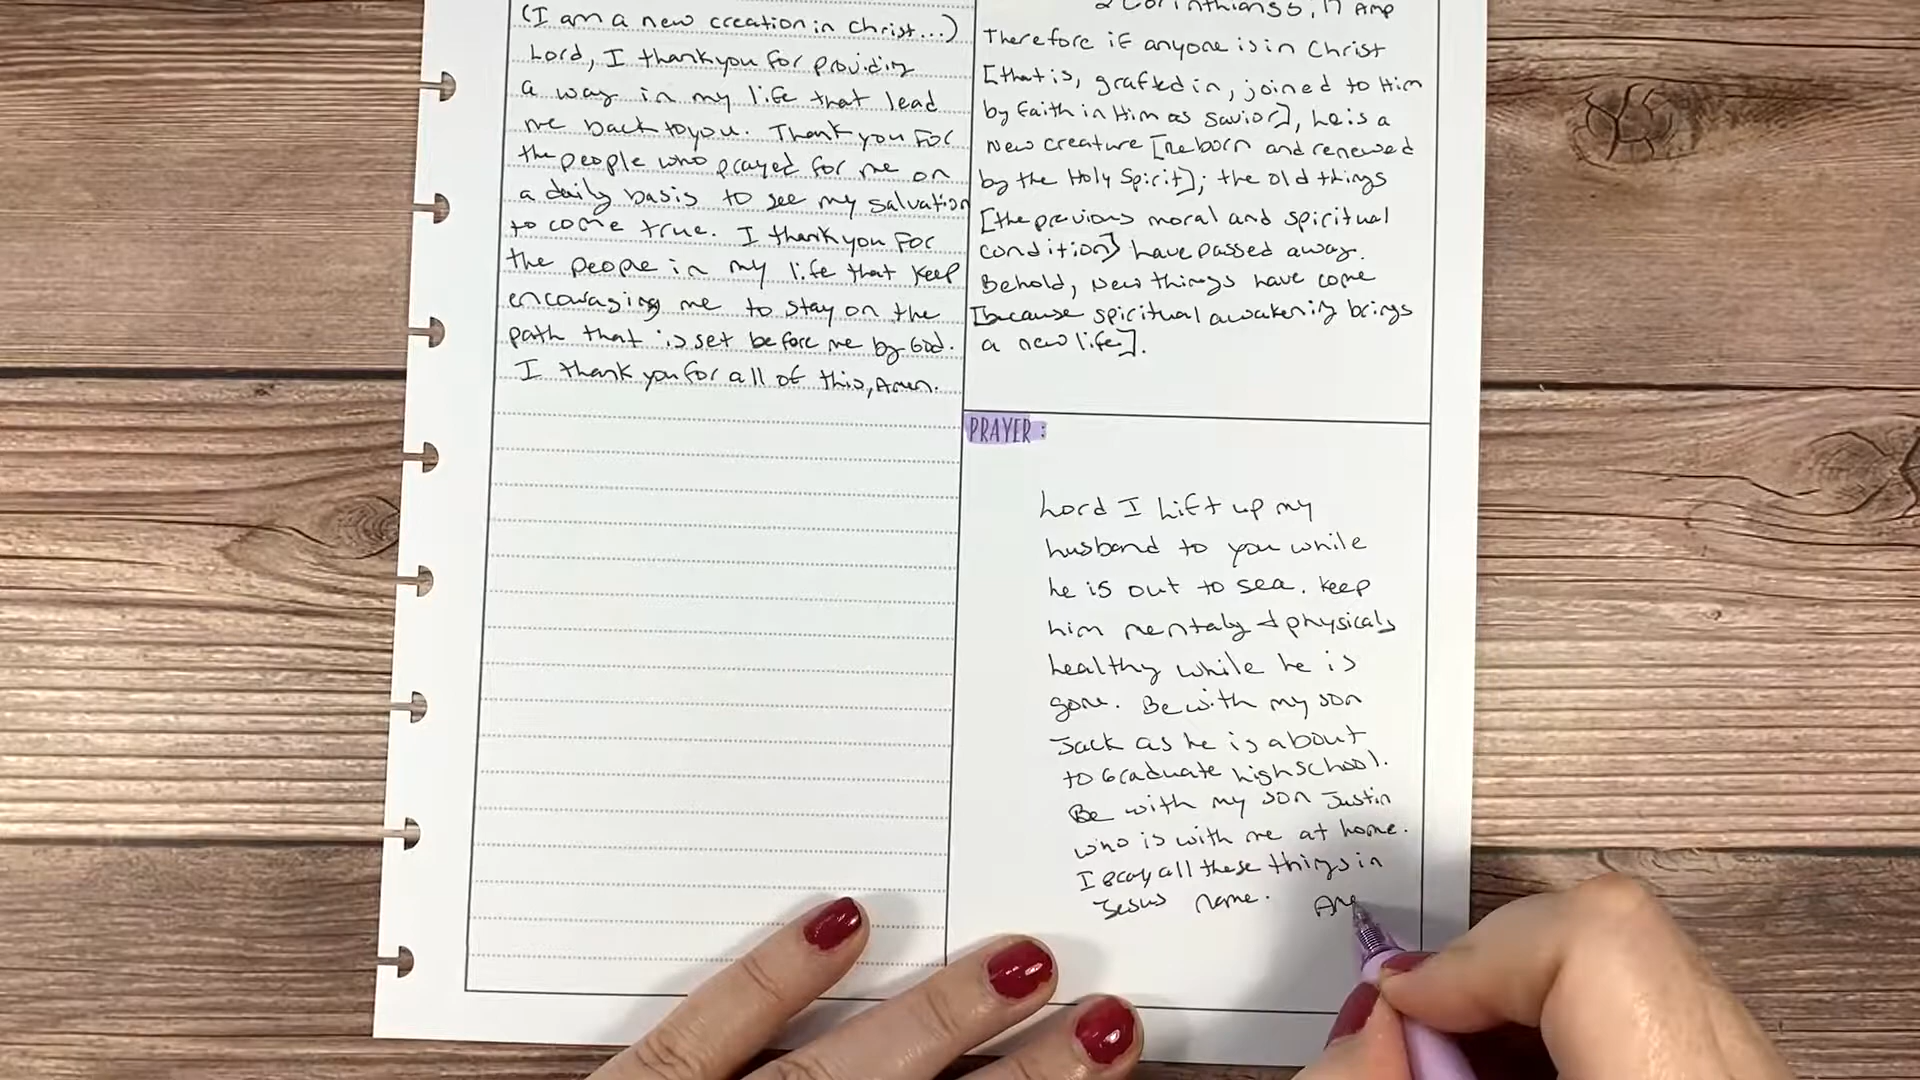 (I am a new creation in Christ...)
Lord, I thank you for providing
a way in my life that lead
me back to you. Thank you for
the people who prayed for me on
a daily basis to see my salvation
to come true. I thank you for
the people in my life that keep
encouraging me to stay on the
path that is set before me by God.
I thank you for all of this, Amen.
2 Corinthians 5:17 Amp
Therefore if anyone is in Christ
[that is, grafted in, joined to Him
by faith in Him as Savior], he is a
new creature [reborn and renewed
by the Holy Spirit]; the old things
[the previous moral and spiritual
condition] have passed away.
Behold, new things have come
[because spiritual awakening brings
a new life].
PRAYER:
Lord I lift up my
husband to you while
he is out to sea. Keep
him mentaly + physicaly
healthy while he is
gone. Be with my son
Jack as he is about
to Graduate high school.
Be with my son Justin
who is with me at home.
I pray all these things in
Jesus name. Ame